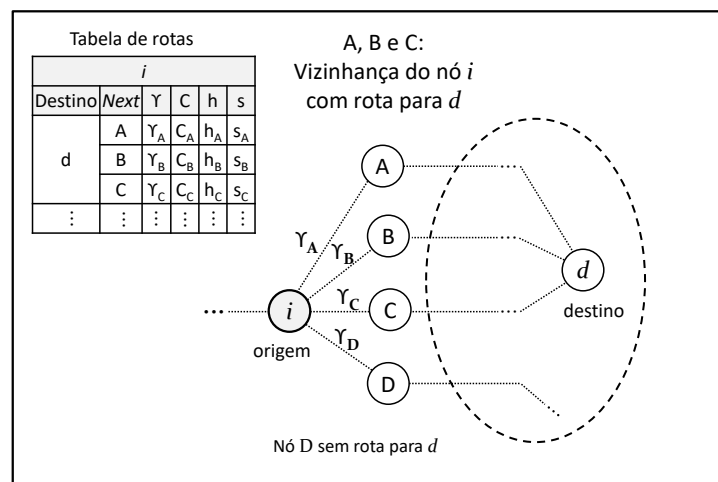 Tabela de rotas
i
Destino Next ϒ C h s
d A ϒA CA hA sA
B ϒB CB hB sB
C ϒC CC hC sC
⋮ ⋮ ⋮ ⋮ ⋮ ⋮
A, B e C:
Vizinhança do nó i
com rota para d
A
ϒA
B
ϒB
d
destino
... i
origem
ϒC
C
ϒD
D
Nó D sem rota para d